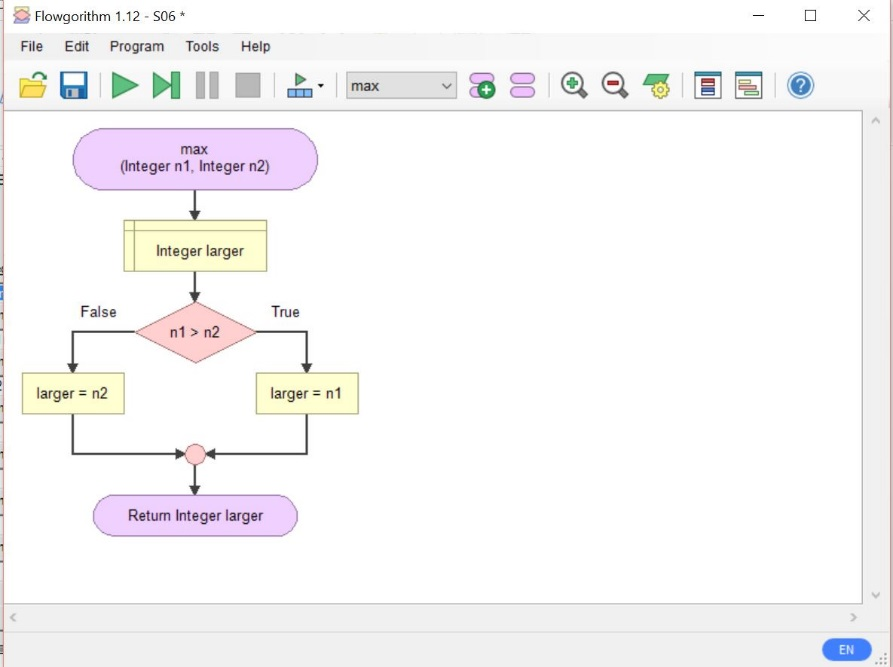 Flowgorithm 1.12 - S06 *
File Edit Program Tools Help
max
max
(Integer n1, Integer n2)
Integer larger
False True
n1 > n2
larger = n2 larger = n1
Return Integer larger
EN